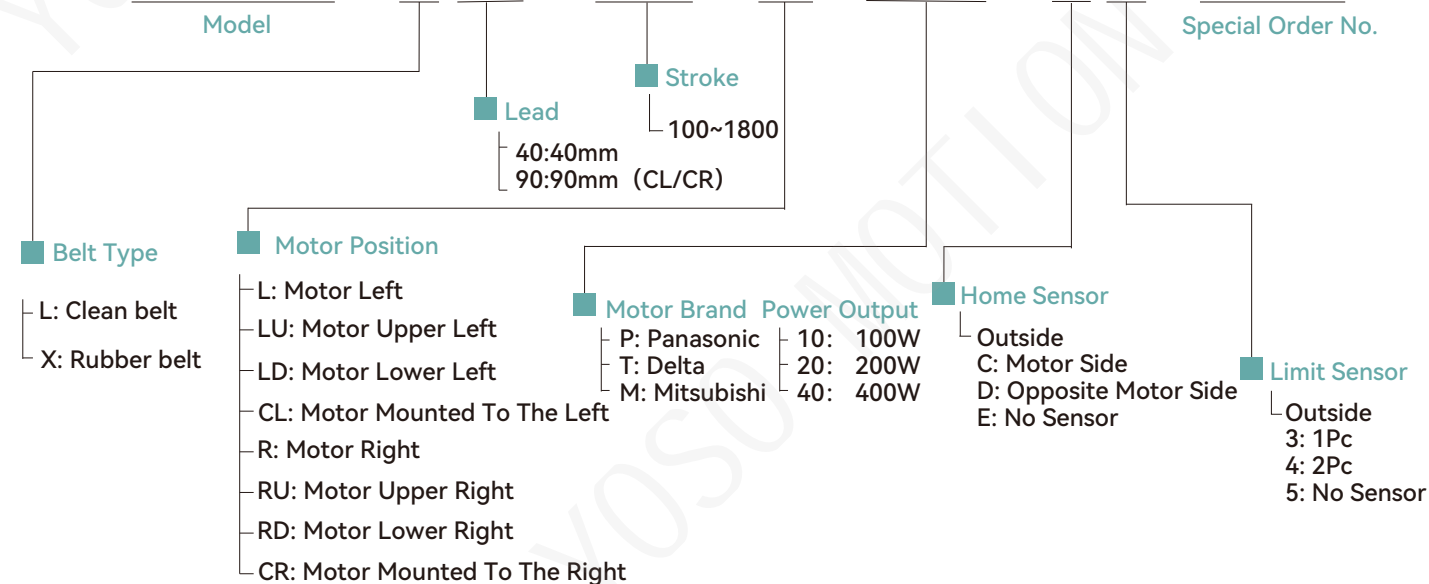 Model
Special Order No.
Stroke
100~1800
Lead
40:40mm
90:90mm（CL/CR）
Belt Type
L: Clean belt
X: Rubber belt
Motor Position
L: Motor Left
LU: Motor Upper Left
LD: Motor Lower Left
CL: Motor Mounted To The Left
R: Motor Right
RU: Motor Upper Right
RD: Motor Lower Right
CR: Motor Mounted To The Right
Motor Brand
P: Panasonic
T: Delta
M: Mitsubishi
Power Output
10: 100W
20: 200W
40: 400W
Home Sensor
Outside
C: Motor Side
D: Opposite Motor Side
E: No Sensor
Limit Sensor
Outside
3: 1Pc
4: 2Pc
5: No Sensor
YOSO MOTION